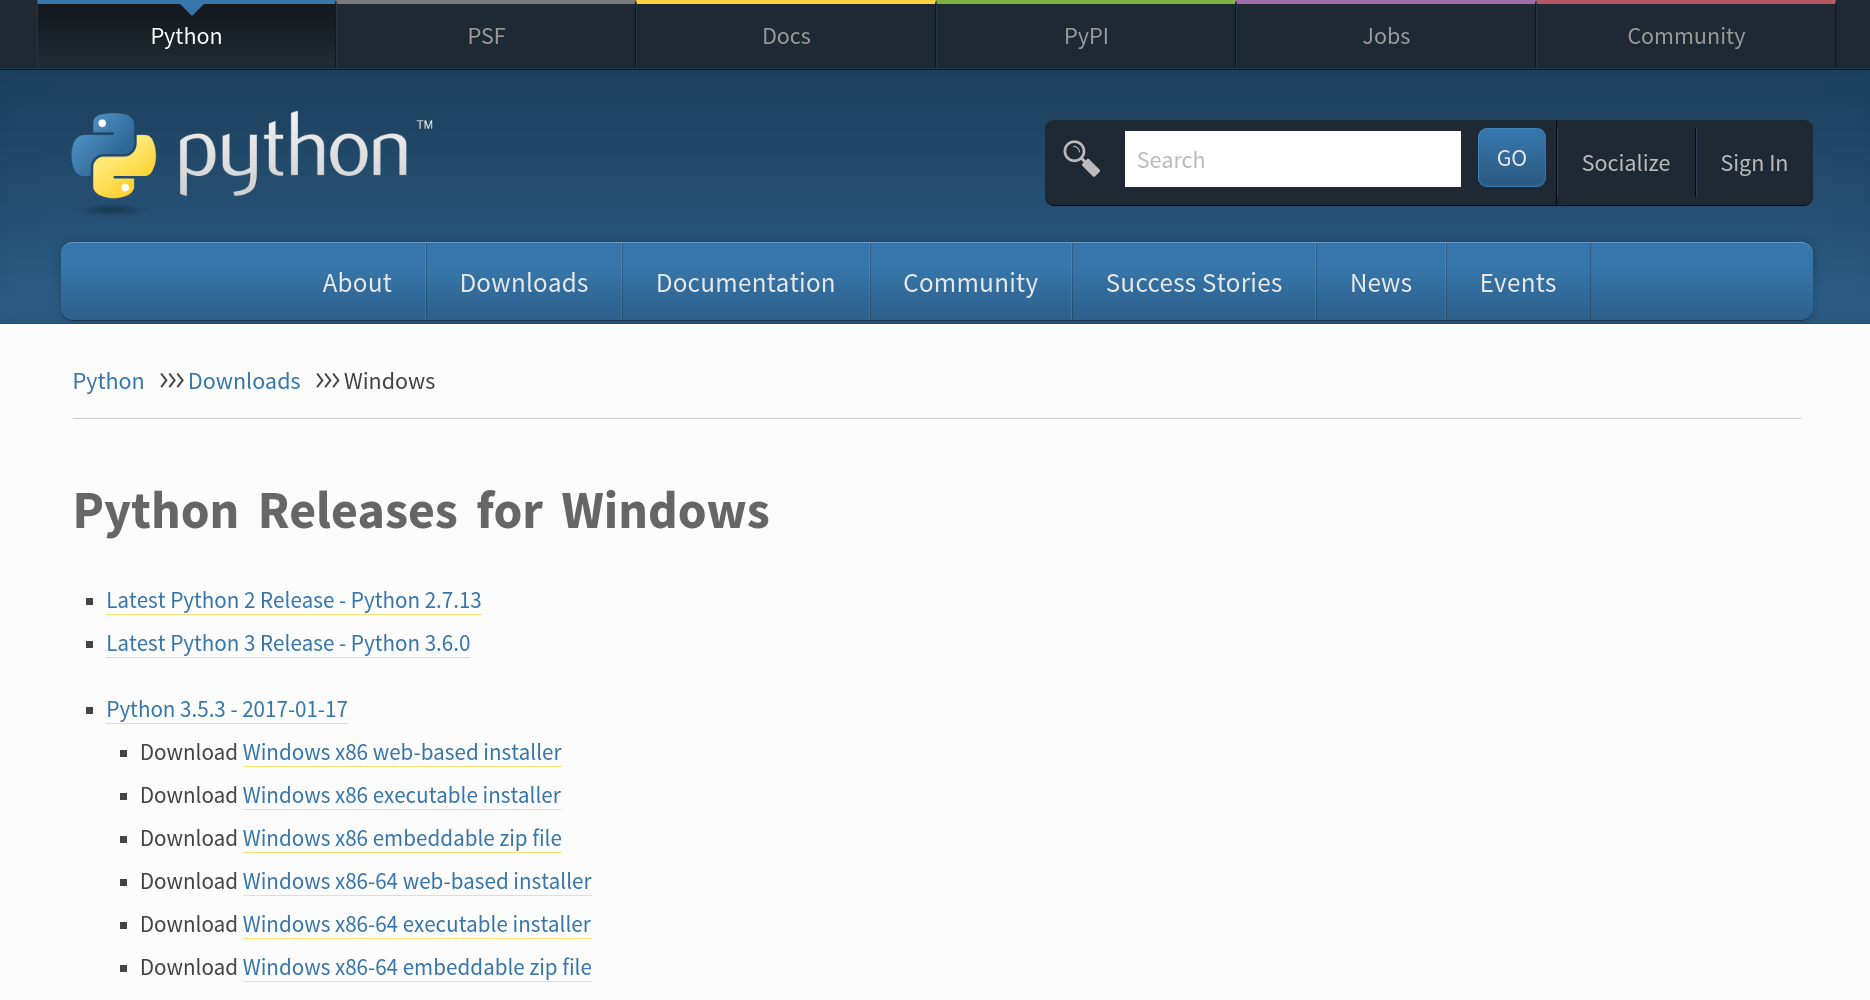 Python PSF Docs PyPI Jobs Community
python™
Search GO Socialize Sign In
About Downloads Documentation Community Success Stories News Events
Python >>> Downloads >>> Windows
Python Releases for Windows
Latest Python 2 Release - Python 2.7.13
Latest Python 3 Release - Python 3.6.0
Python 3.5.3 - 2017-01-17
Download Windows x86 web-based installer
Download Windows x86 executable installer
Download Windows x86 embeddable zip file
Download Windows x86-64 web-based installer
Download Windows x86-64 executable installer
Download Windows x86-64 embeddable zip file